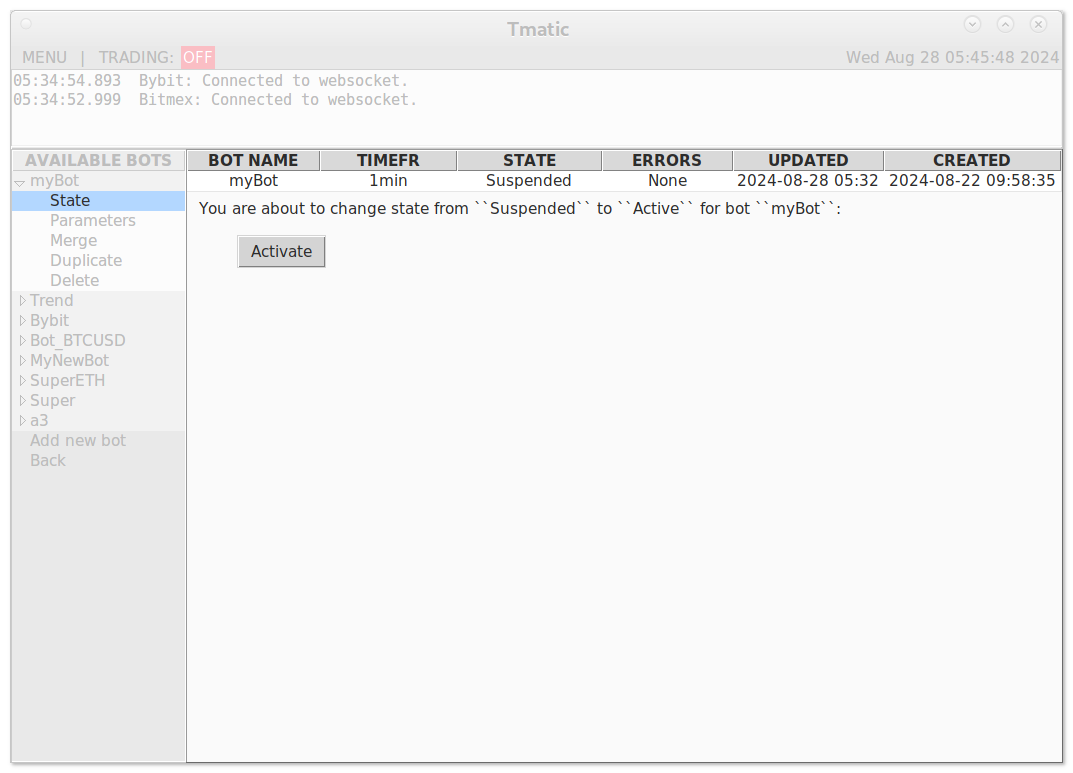 Tmatic
MENU | TRADING: OFF Wed Aug 28 05:45:48 2024
05:34:54.893 Bybit: Connected to websocket.
05:34:52.999 Bitmex: Connected to websocket.
AVAILABLE BOTS BOT NAME TIMEFR STATE ERRORS UPDATED CREATED
myBot myBot 1min Suspended None 2024-08-28 05:32 2024-08-22 09:58:35
State
You are about to change state from ``Suspended`` to ``Active`` for bot ``myBot``:
Parameters
Merge
Activate
Duplicate
Delete
Trend
Bybit
Bot_BTCUSD
MyNewBot
SuperETH
Super
a3
Add new bot
Back